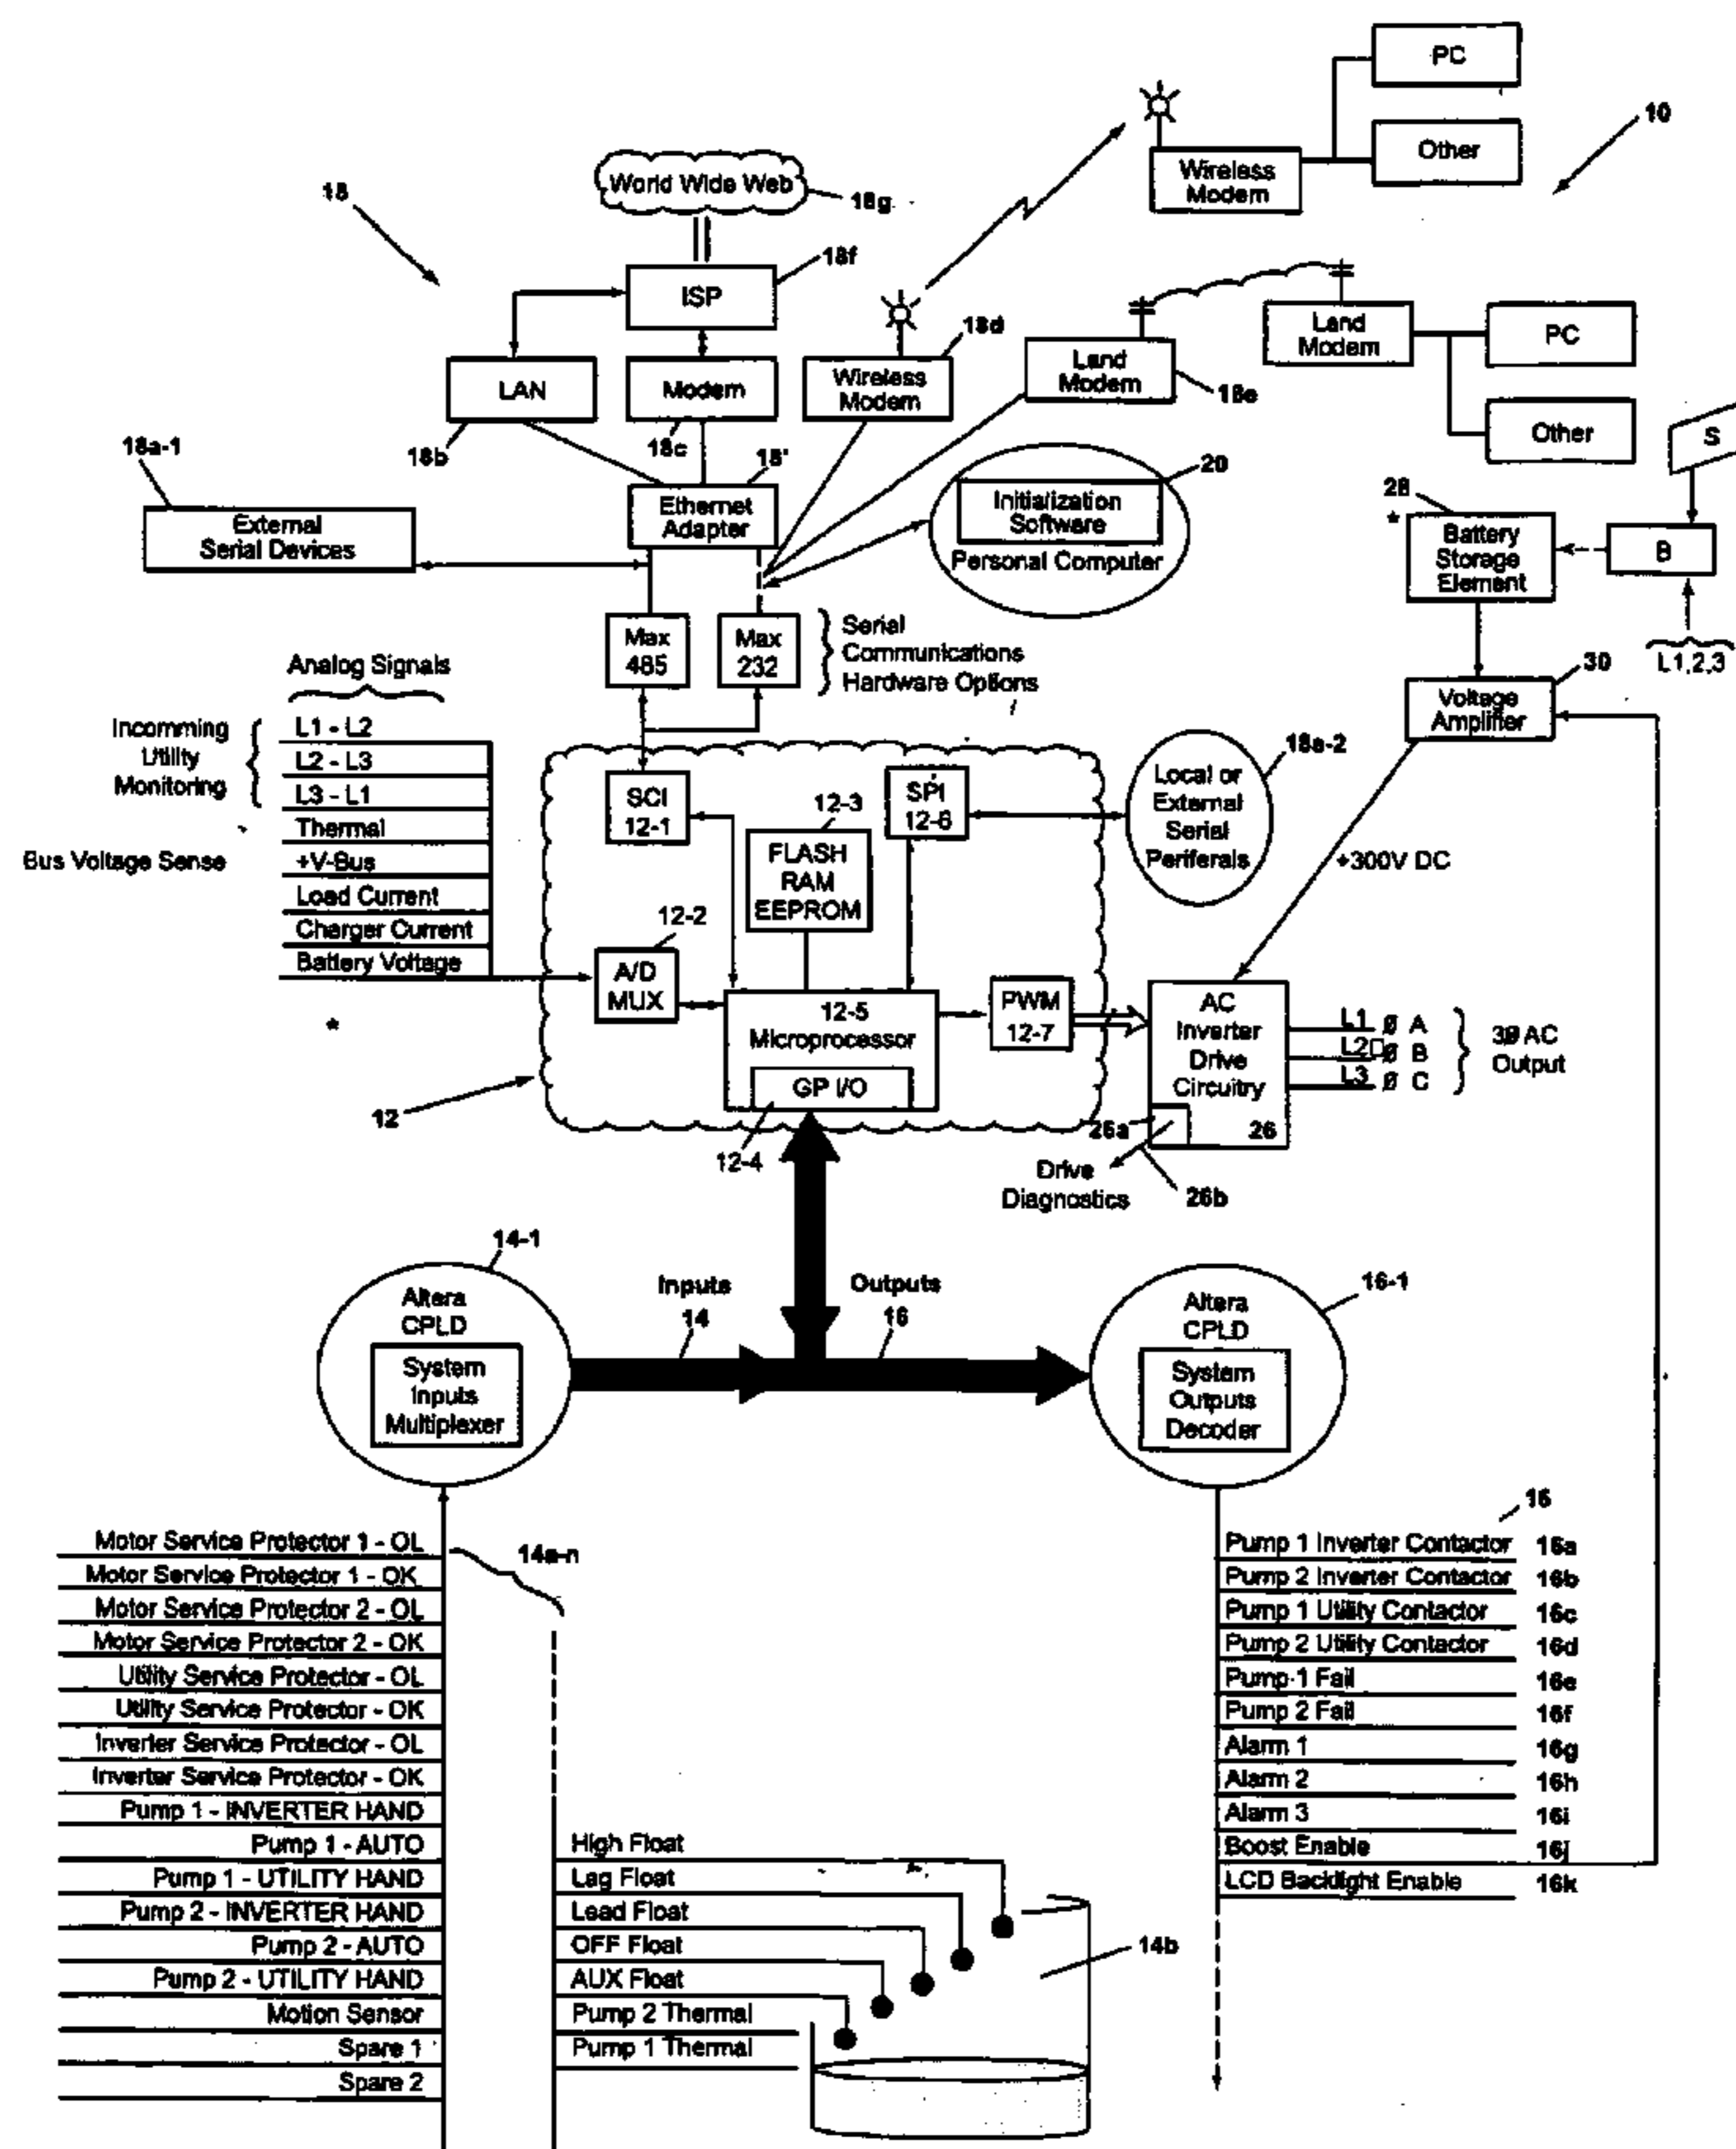 PC
10
Other
Wireless
Modem
18
World Wide Web
18g
18f
ISP
18d
LAN
Modem
Wireless
Modem
Land
Modem
18e
Land
Modem
PC
Other
S
18a-1
18b
18c
18'
20
External
Serial Devices
Ethernet
Adapter
Initialization
Software
Personal Computer
28
*
Battery
Storage
Element
B
L1,2,3
Max
485
Max
232
Serial
Communications
Hardware Options
30
Voltage
Amplifier
Analog Signals
Incomming
Utility
Monitoring
L1 - L2
L2 - L3
L3 - L1
Thermal
Bus Voltage Sense
+V-Bus
Load Current
Charger Current
Battery Voltage
*
SCI
12-1
12-3
FLASH
RAM
EEPROM
SPI
12-6
18a-2
Local or
External
Serial
Periferals
+300V DC
12-2
A/D
MUX
12-5
Microprocessor
GP I/O
PWM
12-7
AC
Inverter
Drive
Circuitry
26
L1 Ø A
L2 Ø B
L3 Ø C
3Ø AC
Output
12
12-4
26a
Drive
Diagnostics
26b
14-1
Altera
CPLD
System
Inputs
Multiplexer
Inputs
14
Outputs
16
16-1
Altera
CPLD
System
Outputs
Decoder
Motor Service Protector 1 - OL
Motor Service Protector 1 - OK
Motor Service Protector 2 - OL
Motor Service Protector 2 - OK
Utility Service Protector - OL
Utility Service Protector - OK
Inverter Service Protector - OL
Inverter Service Protector - OK
Pump 1 - INVERTER HAND
Pump 1 - AUTO
Pump 1 - UTILITY HAND
Pump 2 - INVERTER HAND
Pump 2 - AUTO
Pump 2 - UTILITY HAND
Motion Sensor
Spare 1
Spare 2
14a-n
High Float
Lag Float
Lead Float
OFF Float
AUX Float
Pump 2 Thermal
Pump 1 Thermal
14b
16
Pump 1 Inverter Contactor 16a
Pump 2 Inverter Contactor 16b
Pump 1 Utility Contactor 16c
Pump 2 Utility Contactor 16d
Pump 1 Fail 16e
Pump 2 Fail 16f
Alarm 1 16g
Alarm 2 16h
Alarm 3 16i
Boost Enable 16j
LCD Backlight Enable 16k